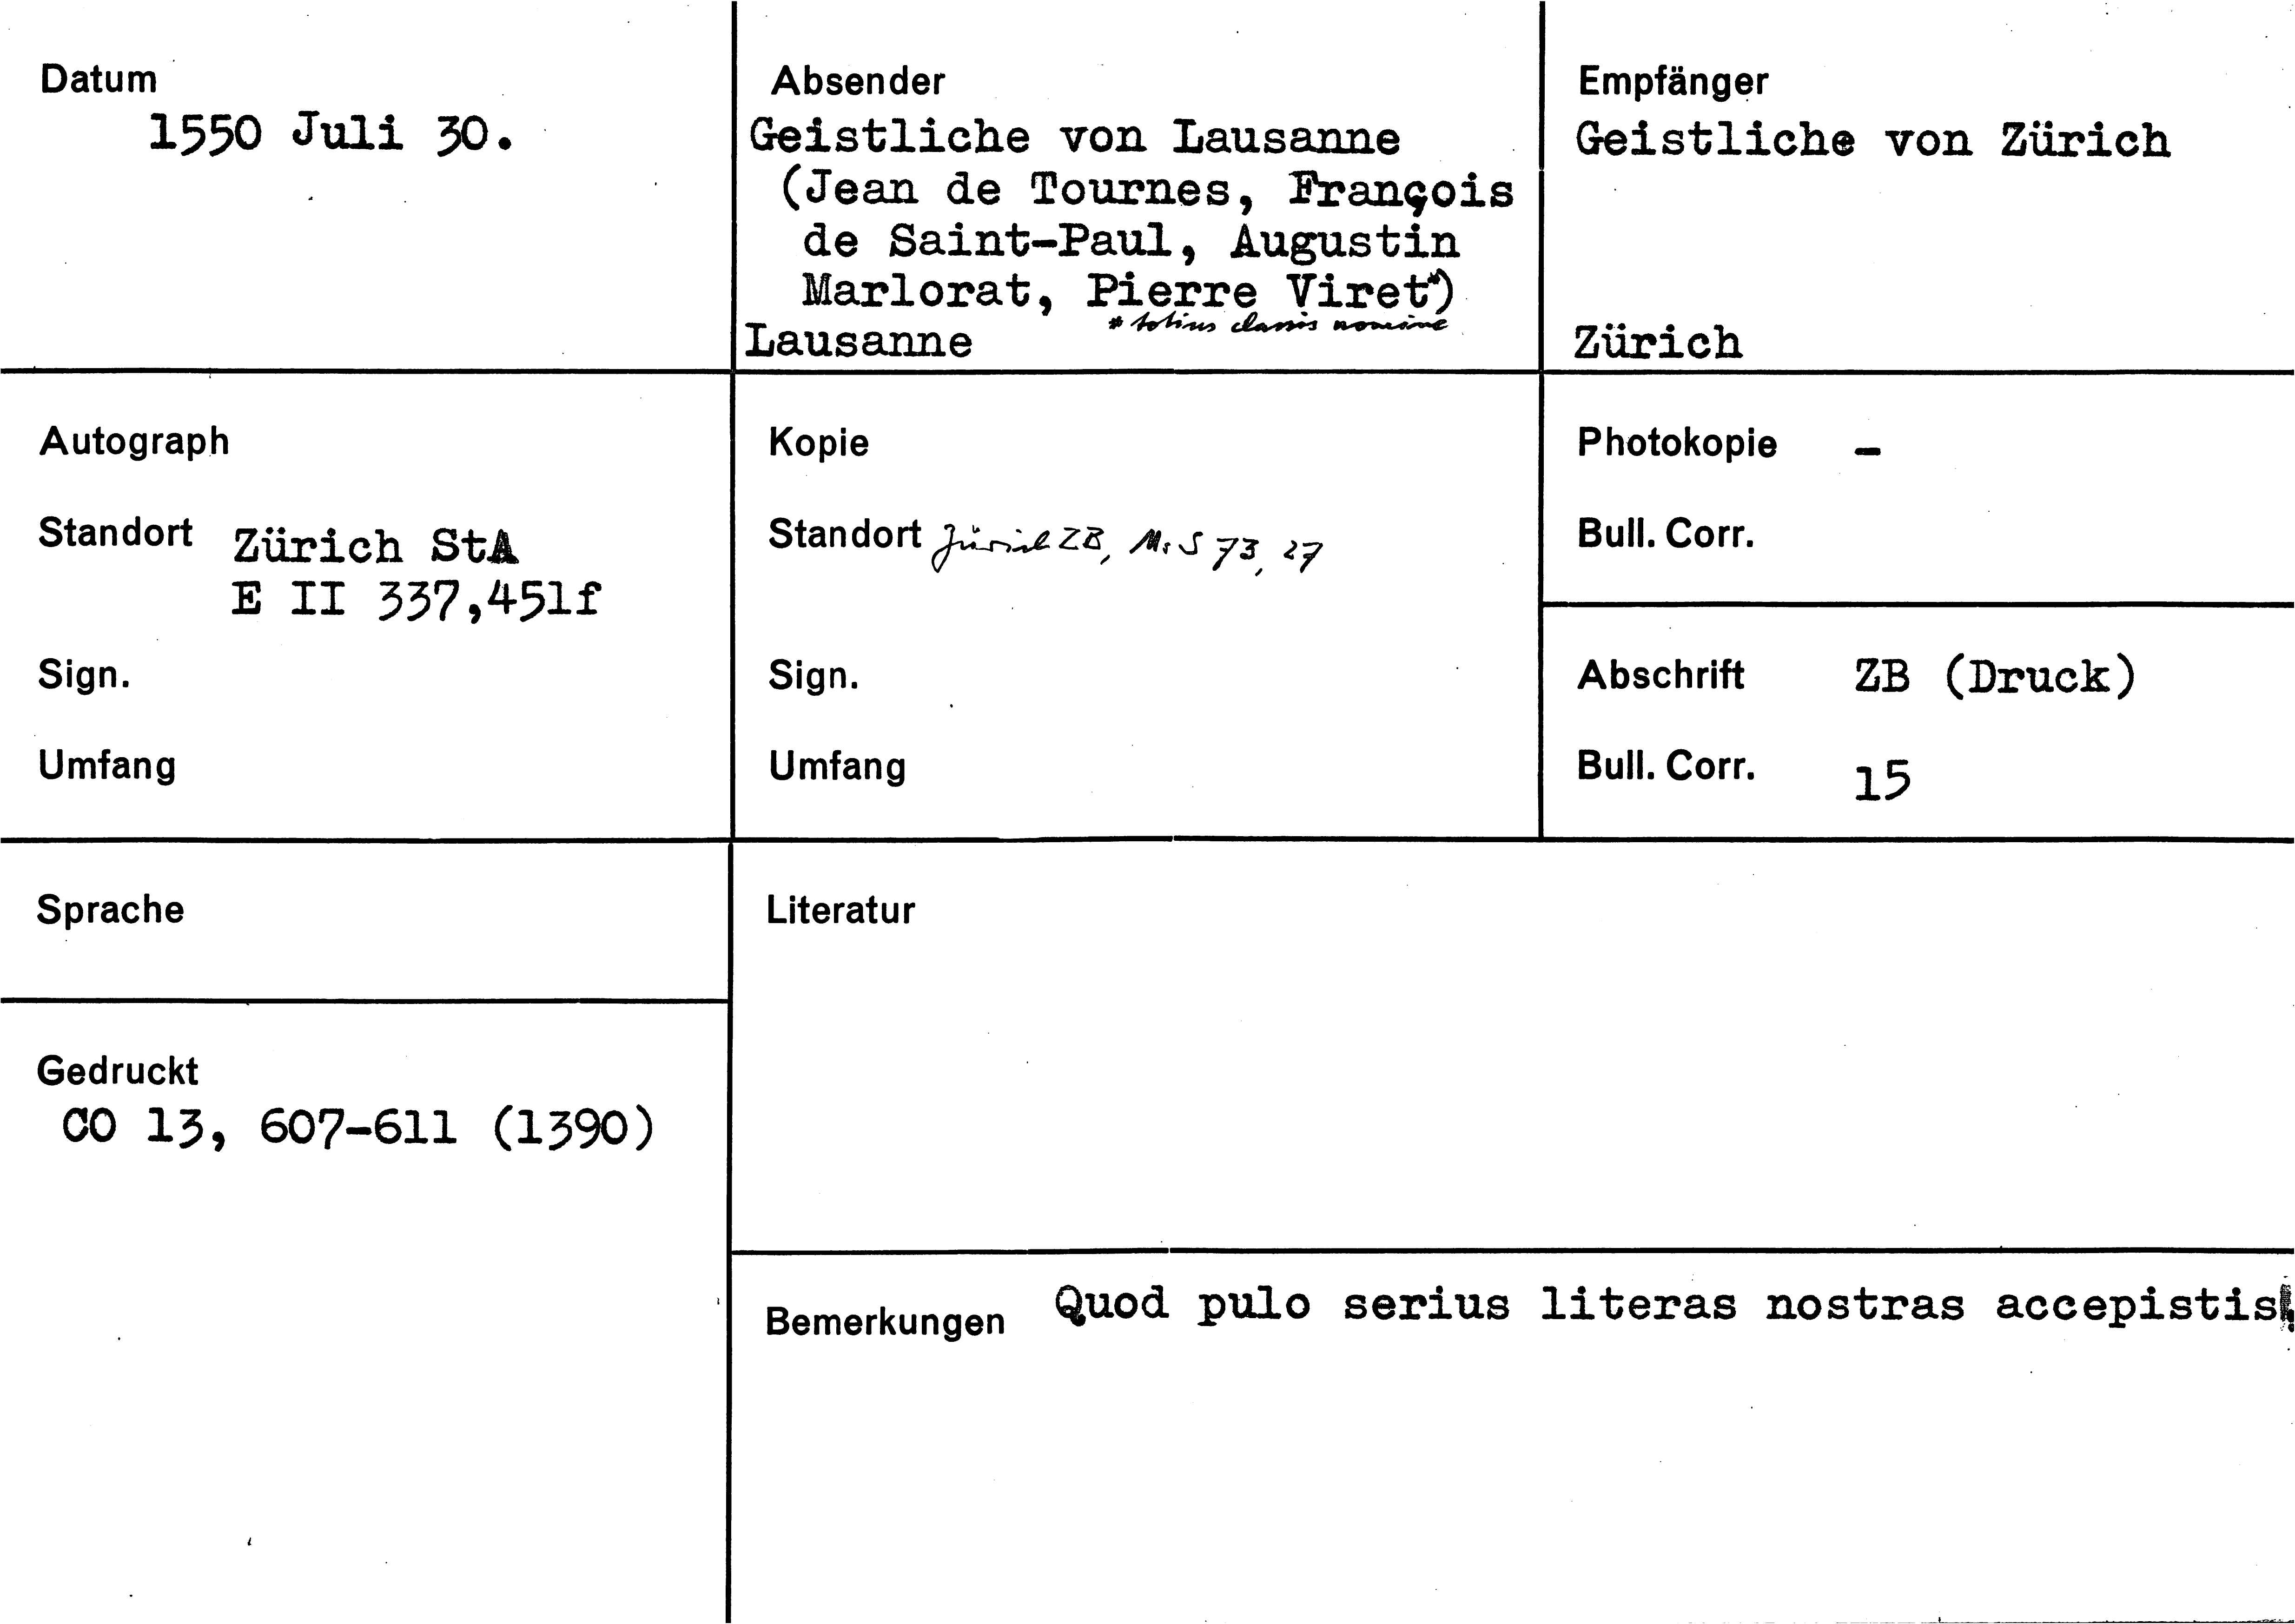 Datum
1550 Juli 30.
Absender
Geistliche von Lausanne
(Jean de Tournes, François
de Saint-Paul, Augustin
Marlorat, Pierre Viret*)
* totius classis nomine
Lausanne
Empfänger
Geistliche von Zürich
Zürich
Autograph
Standort Zürich StA
E II 337,451f
Sign.
Umfang
Kopie
Standort Zürich ZB, Ms S 73, 27
Sign.
Umfang
Photokopie -
Bull. Corr.
Abschrift ZB (Druck)
Bull. Corr. 15
Sprache
Gedruckt
CO 13, 607-611 (1390)
Literatur
Bemerkungen Quod pulo serius literas nostras accepistis